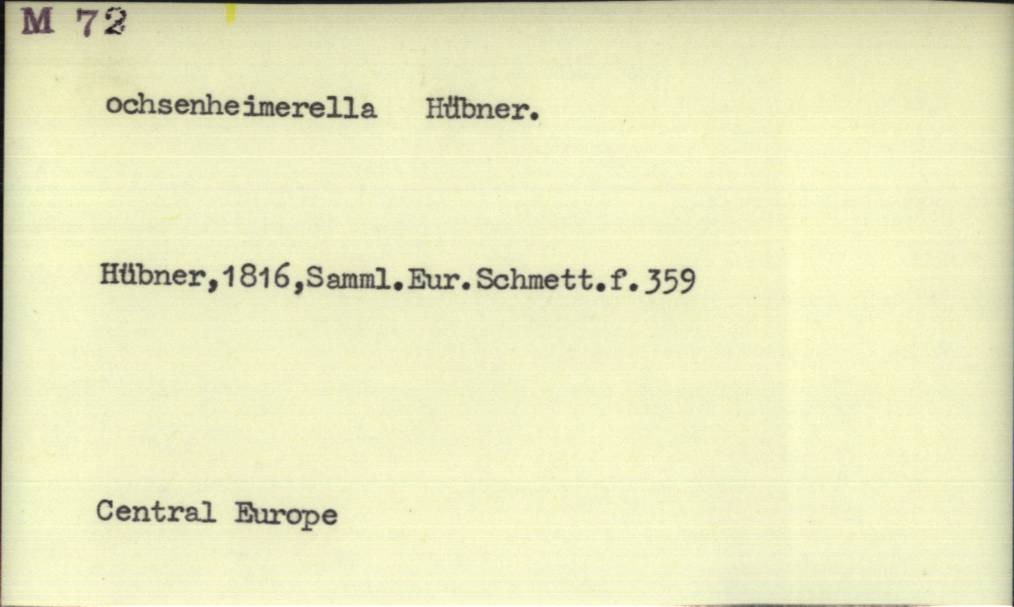 M 72
ochsenheimerella Hübner.
Hübner,1816,Samml.Eur.Schmett.f.359
Central Europe